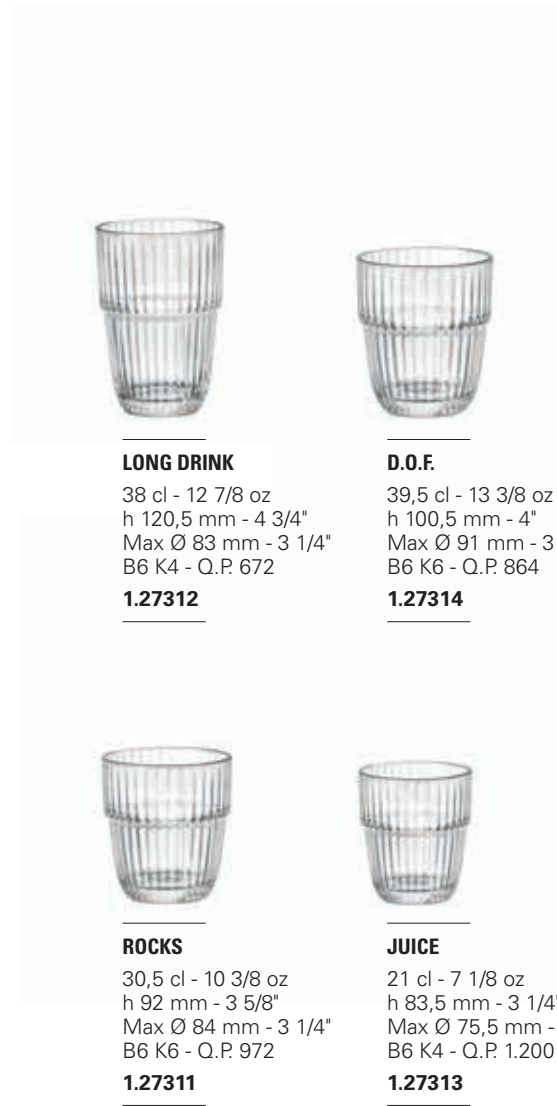 LONG DRINK
38 cl - 12 7/8 oz
h 120,5 mm - 4 3/4"
Max Ø 83 mm - 3 1/4"
B6 K4 - Q.P. 672
1.27312
D.O.F.
39,5 cl - 13 3/8 oz
h 100,5 mm - 4"
Max Ø 91 mm - 3
B6 K6 - Q.P. 864
1.27314
ROCKS
30,5 cl - 10 3/8 oz
h 92 mm - 3 5/8"
Max Ø 84 mm - 3 1/4"
B6 K6 - Q.P. 972
1.27311
JUICE
21 cl - 7 1/8 oz
h 83,5 mm - 3 1/4"
Max Ø 75,5 mm -
B6 K4 - Q.P. 1.200
1.27313